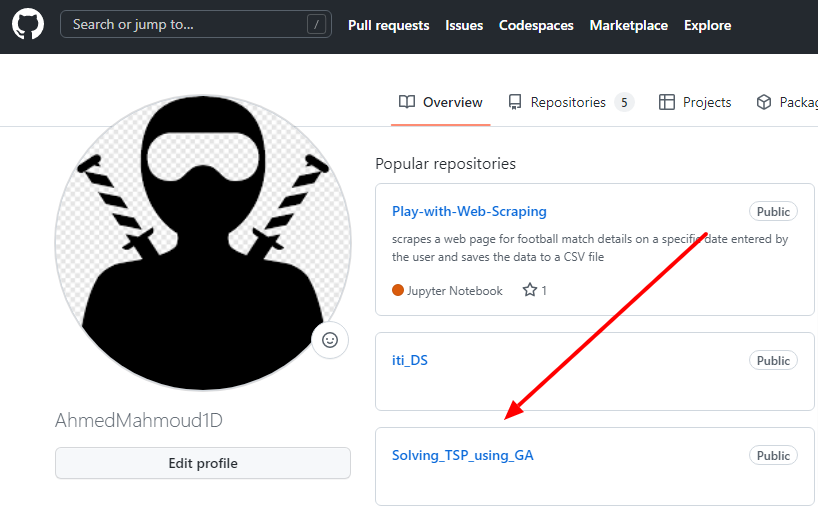 Search or jump to... /
Pull requests Issues Codespaces Marketplace Explore
Overview Repositories 5 Projects Packag
Popular repositories
Play-with-Web-Scraping Public
scrapes a web page for football match details on a specific date entered by
the user and saves the data to a CSV file
Jupyter Notebook 1
iti_DS Public
Solving_TSP_using_GA Public
AhmedMahmoud1D
Edit profile